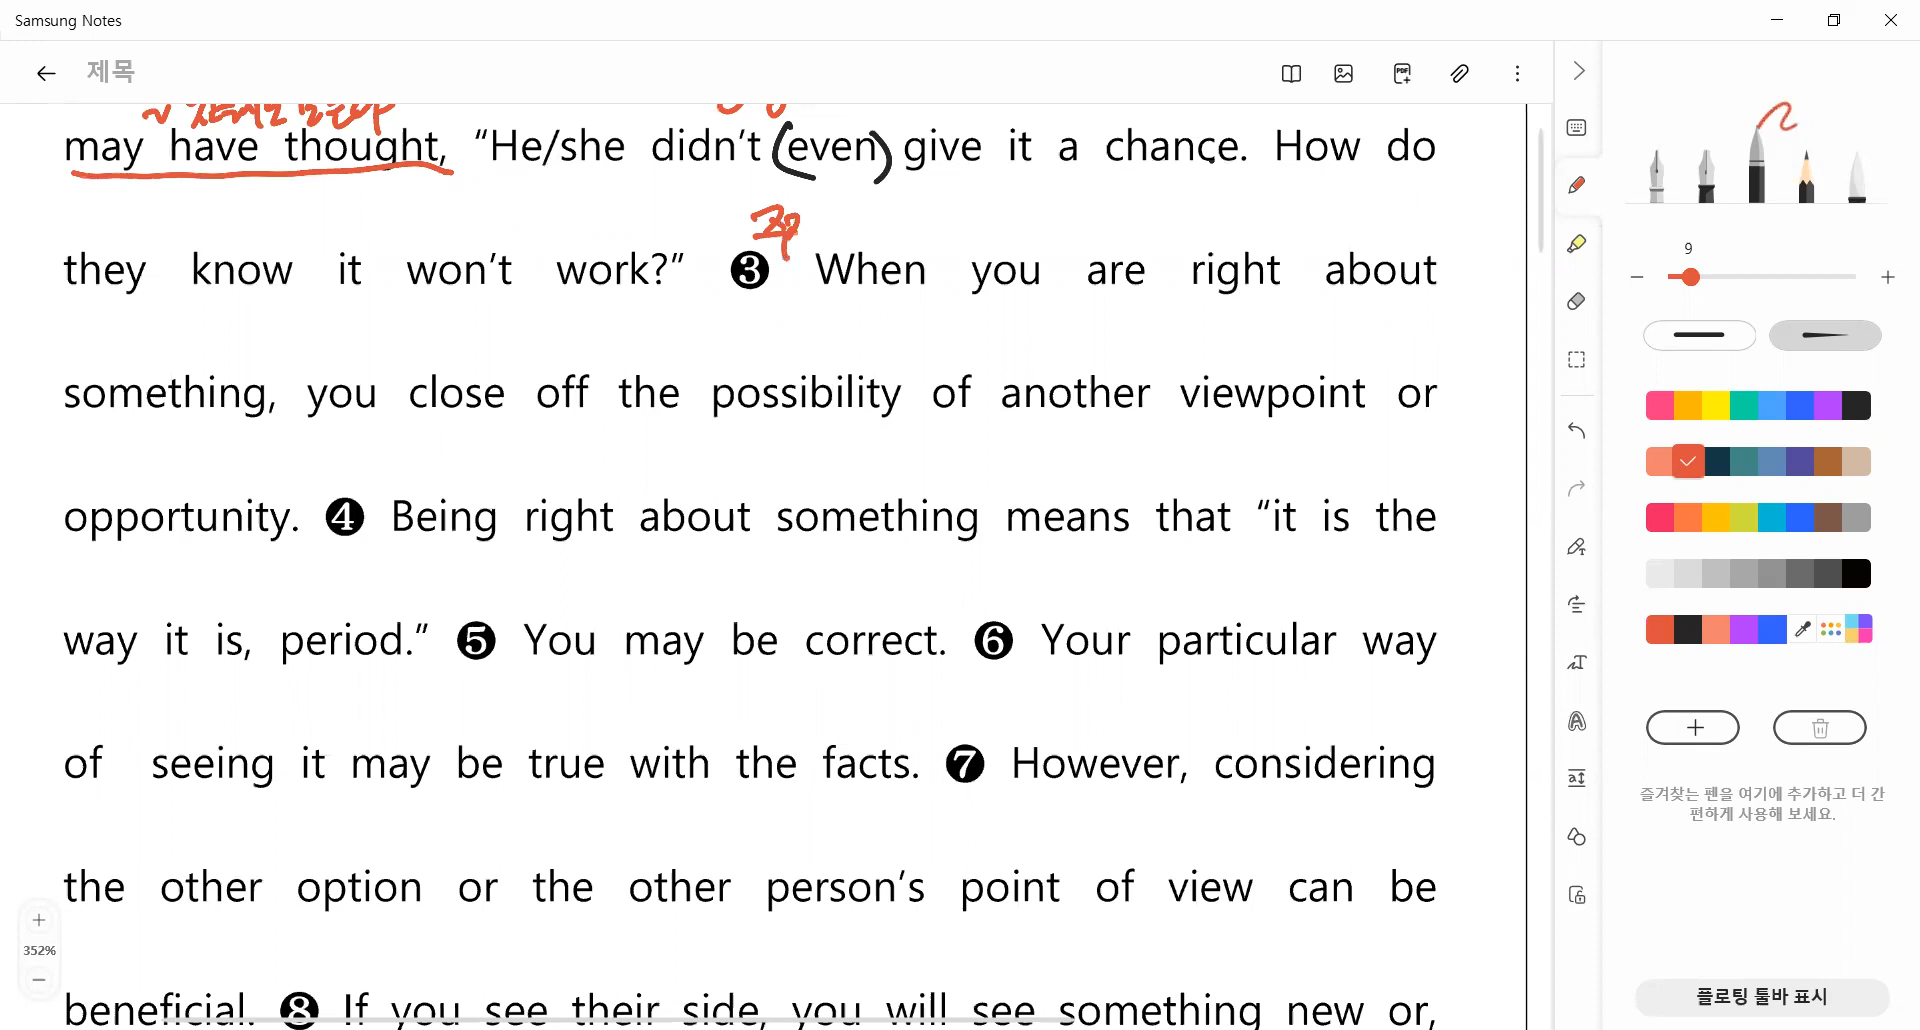 Samsung Notes
제목
may have thought, “He/she didn’t (even) give it a chance. How do
they know it won’t work?” ❸ When you are right about
something, you close off the possibility of another viewpoint or
opportunity. ❹ Being right about something means that “it is the
way it is, period.” ❺ You may be correct. ❻ Your particular way
of seeing it may be true with the facts. ❼ However, considering
the other option or the other person’s point of view can be
beneficial. ❽ If you see their side, you will see something new or,
352%
PDF
9
즐겨찾는 펜을 여기에 추가하고 더 간
편하게 사용해 보세요.
플로팅 툴바 표시